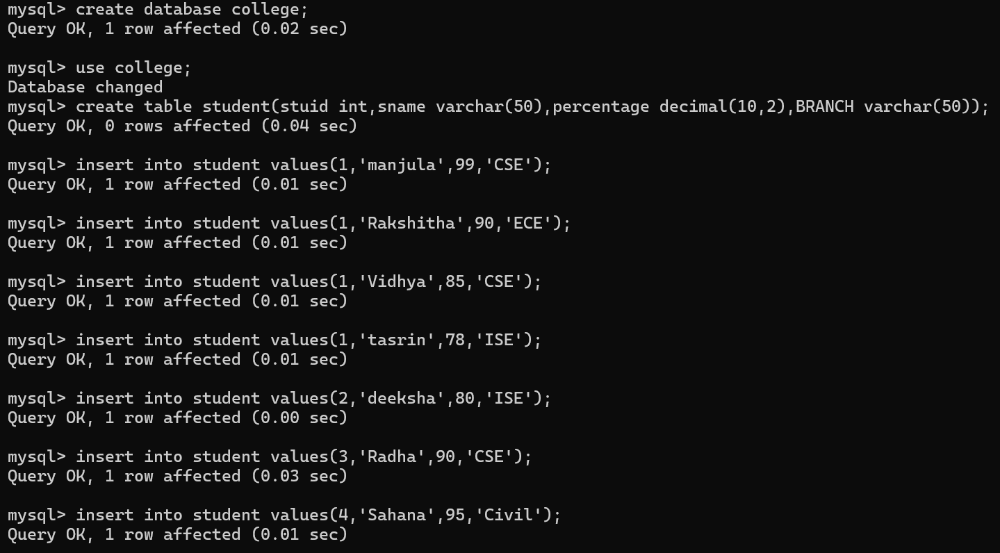 mysql> create database college;
Query OK, 1 row affected (0.02 sec)
mysql> use college;
Database changed
mysql> create table student(stuid int,sname varchar(50),percentage decimal(10,2),BRANCH varchar(50));
Query OK, 0 rows affected (0.04 sec)
mysql> insert into student values(1,'manjula',99,'CSE');
Query OK, 1 row affected (0.01 sec)
mysql> insert into student values(1,'Rakshitha',90,'ECE');
Query OK, 1 row affected (0.01 sec)
mysql> insert into student values(1,'Vidhya',85,'CSE');
Query OK, 1 row affected (0.01 sec)
mysql> insert into student values(1,'tasrin',78,'ISE');
Query OK, 1 row affected (0.01 sec)
mysql> insert into student values(2,'deeksha',80,'ISE');
Query OK, 1 row affected (0.00 sec)
mysql> insert into student values(3,'Radha',90,'CSE');
Query OK, 1 row affected (0.03 sec)
mysql> insert into student values(4,'Sahana',95,'Civil');
Query OK, 1 row affected (0.01 sec)